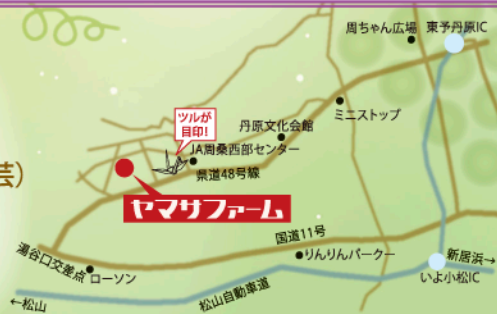 周ちゃん広場
東予丹原IC
ミニストップ
丹原文化会館
ツルが
目印!
JA周桑西部センター
県道48号線
ヤマサファーム
芸）
国道11号
りんりんパークー
新居浜→
いよ小松IC
湯谷口交差点
ローソン
松山自動車道
←松山